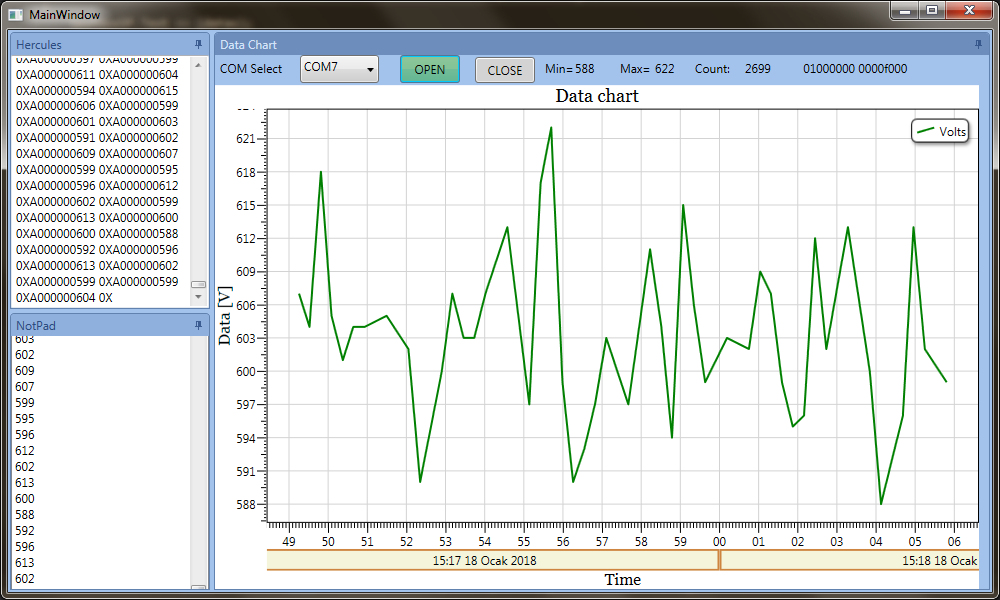 MainWindow
Hercules
0XA000000597 0XA000000599
0XA000000611 0XA000000604
0XA000000594 0XA000000615
0XA000000606 0XA000000599
0XA000000601 0XA000000603
0XA000000591 0XA000000602
0XA000000609 0XA000000607
0XA000000599 0XA000000595
0XA000000596 0XA000000612
0XA000000602 0XA000000599
0XA000000613 0XA000000600
0XA000000600 0XA000000588
0XA000000592 0XA000000596
0XA000000613 0XA000000602
0XA000000599 0XA000000599
0XA000000604 0X
NotPad
603
602
609
607
599
595
596
612
602
613
600
588
592
596
613
602
Data Chart
COM Select COM7 OPEN CLOSE Min= 588 Max= 622 Count: 2699 01000000 0000f000
Data chart
Volts
Data [V]
621
618
615
612
609
606
603
600
597
594
591
588
49 50 51 52 53 54 55 56 57 58 59 00 01 02 03 04 05 06
15:17 18 Ocak 2018 15:18 18 Ocak
Time